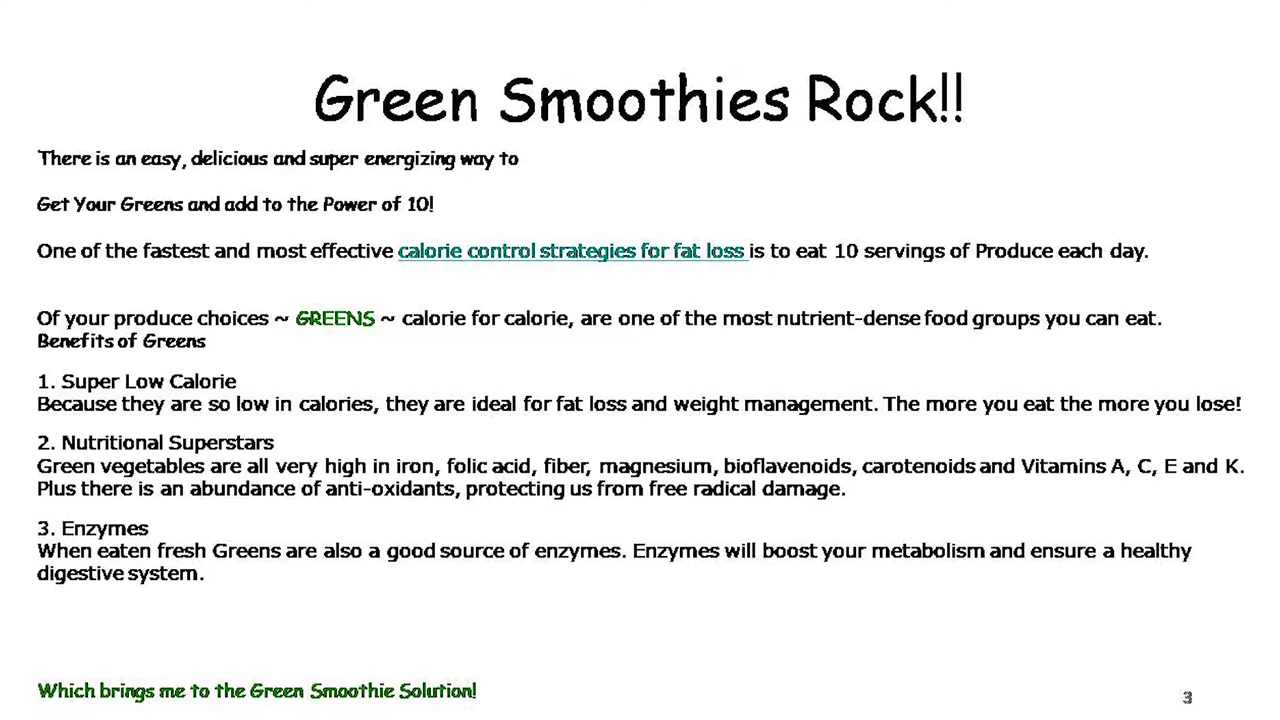 Green Smoothies Rock!!
There is an easy, delicious and super energizing way to
Get Your Greens and add to the Power of 10!
One of the fastest and most effective calorie control strategies for fat loss is to eat 10 servings of Produce each day.
Of your produce choices ~ GREENS ~ calorie for calorie, are one of the most nutrient-dense food groups you can eat.
Benefits of Greens
1. Super Low Calorie
Because they are so low in calories, they are ideal for fat loss and weight management. The more you eat the more you lose!
2. Nutritional Superstars
Green vegetables are all very high in iron, folic acid, fiber, magnesium, bioflavenoids, carotenoids and Vitamins A, C, E and K.
Plus there is an abundance of anti-oxidants, protecting us from free radical damage.
3. Enzymes
When eaten fresh Greens are also a good source of enzymes. Enzymes will boost your metabolism and ensure a healthy
digestive system.
Which brings me to the Green Smoothie Solution!
3